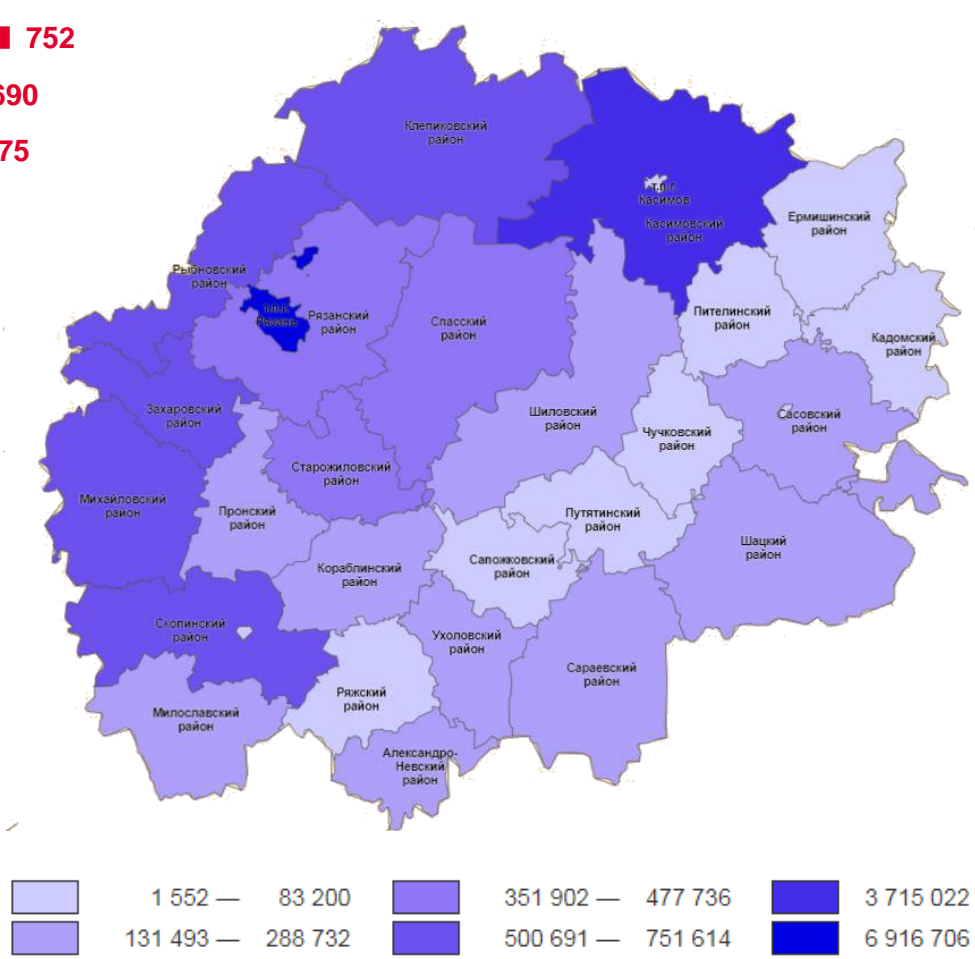 752
690
75
Клепиковский
район
т.о.г.
Касимов
Касимовский
район
Ермишинский
район
Рыбновский
район
т.о.г.
Рязань
Рязанский
район
Спасский
район
Пителинский
район
Кадомский
район
Захаровский
район
Шиловский
район
Чучковский
район
Сасовский
район
Старожиловский
район
Михайловский
район
Пронский
район
Путятинский
район
Шацкий
район
Кораблинский
район
Сапожковский
район
Скопинский
район
Ухоловский
район
Сараевский
район
Ряжский
район
Милославский
район
Александро-
Невский
район
1 552 — 83 200
351 902 — 477 736
3 715 022
131 493 — 288 732
500 691 — 751 614
6 916 706